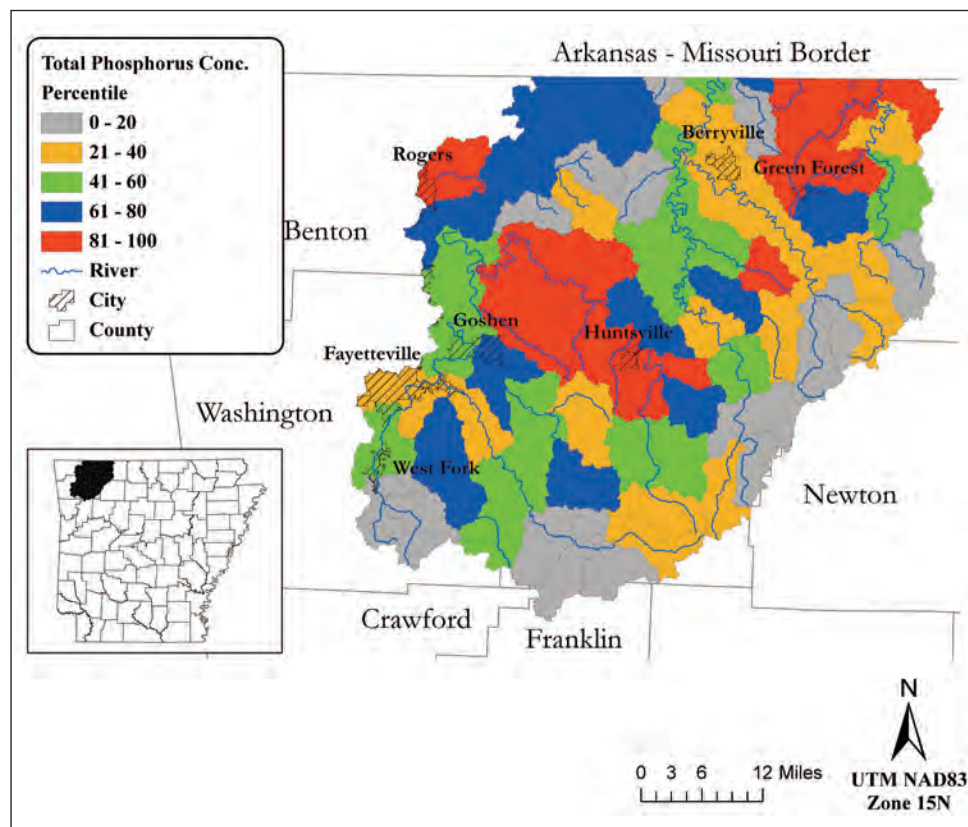 Arkansas - Missouri Border
Total Phosphorus Conc.
Percentile
0 - 20
21 - 40
41 - 60
61 - 80
81 - 100
River
City
County
Berryville
Rogers
Green Forest
Benton
Goshen
Huntsville
Fayetteville
Washington
West Fork
Newton
Crawford
Franklin
N
0 3 6 12 Miles
UTM NAD83
Zone 15N